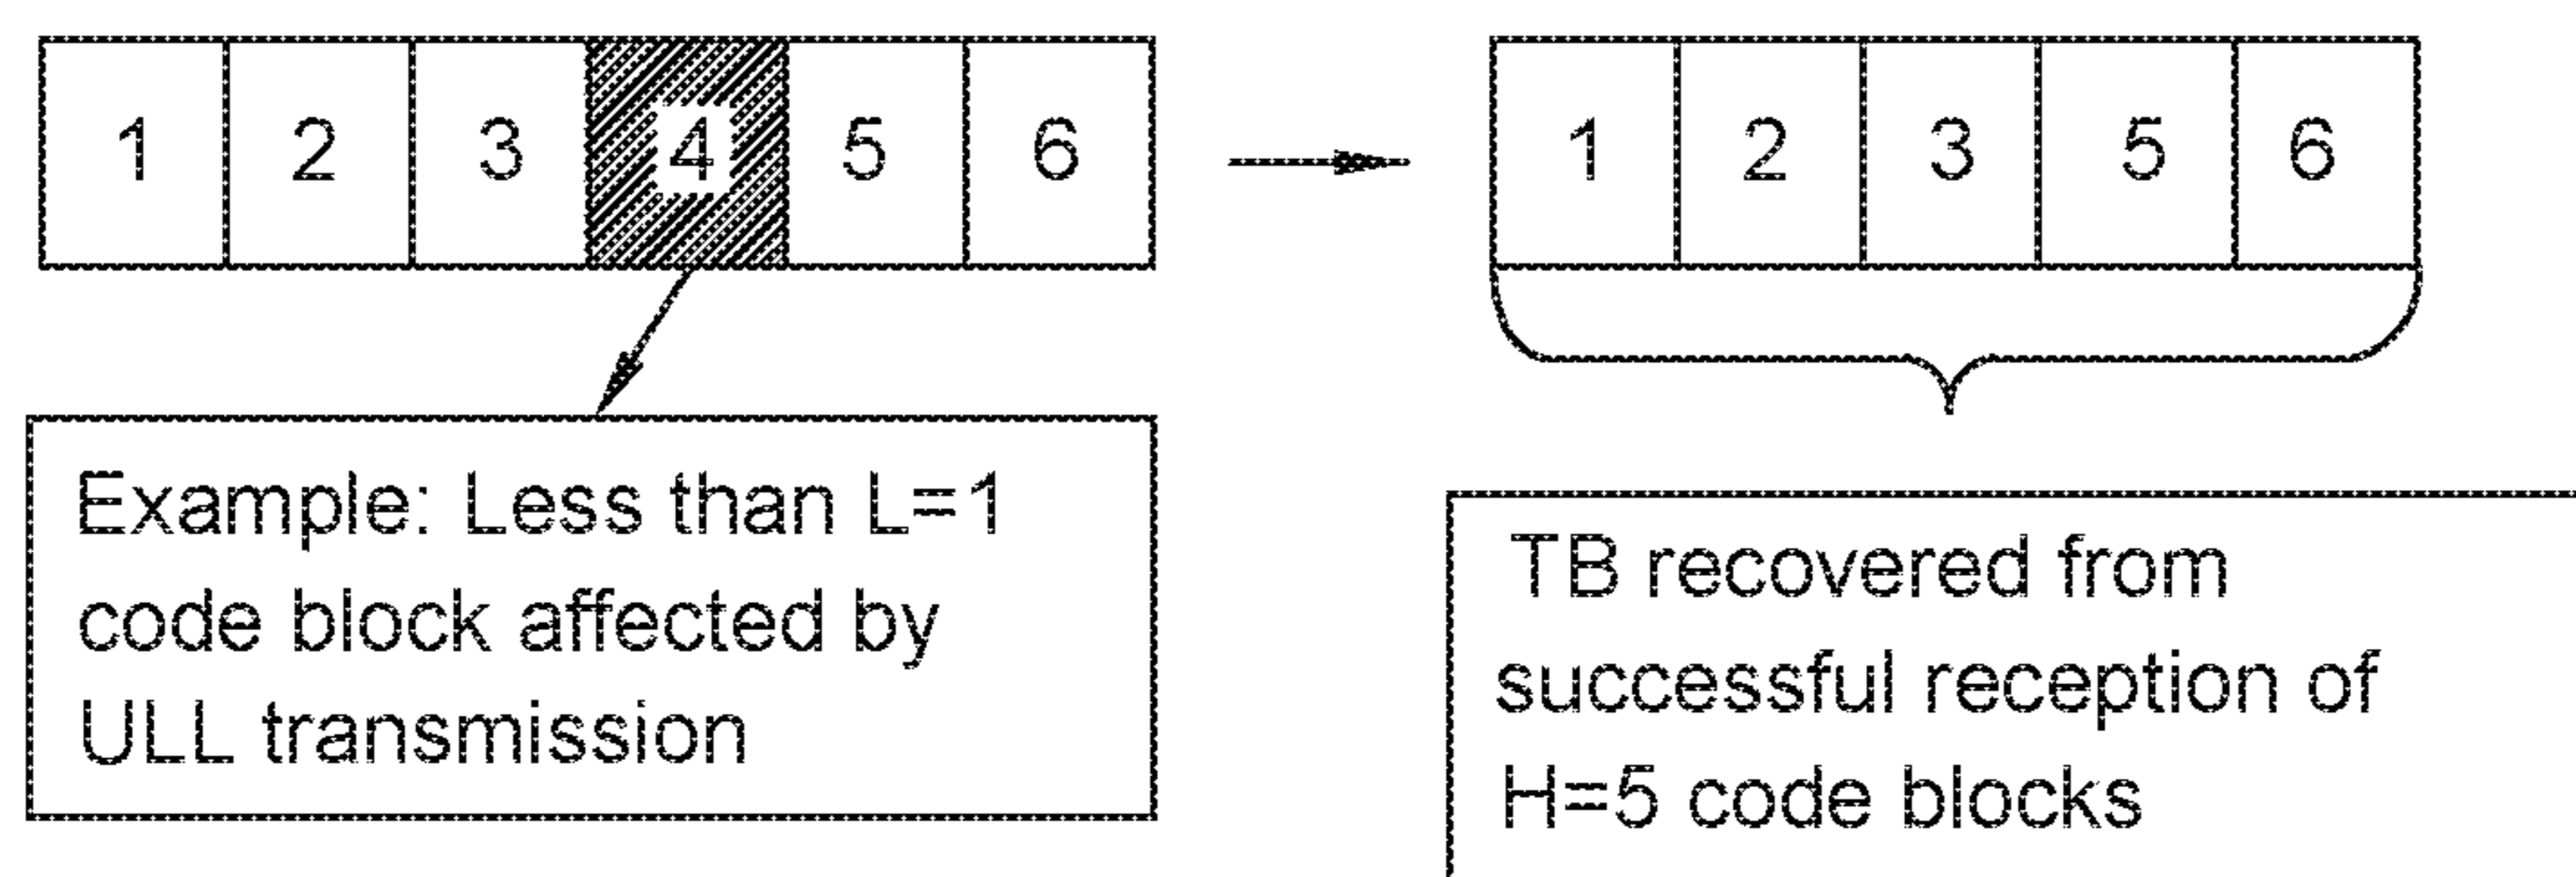 1 2 3 4 5 6
1 2 3 5 6
Example: Less than L=1
code block affected by
ULL transmission
TB recovered from
successful reception of
H=5 code blocks